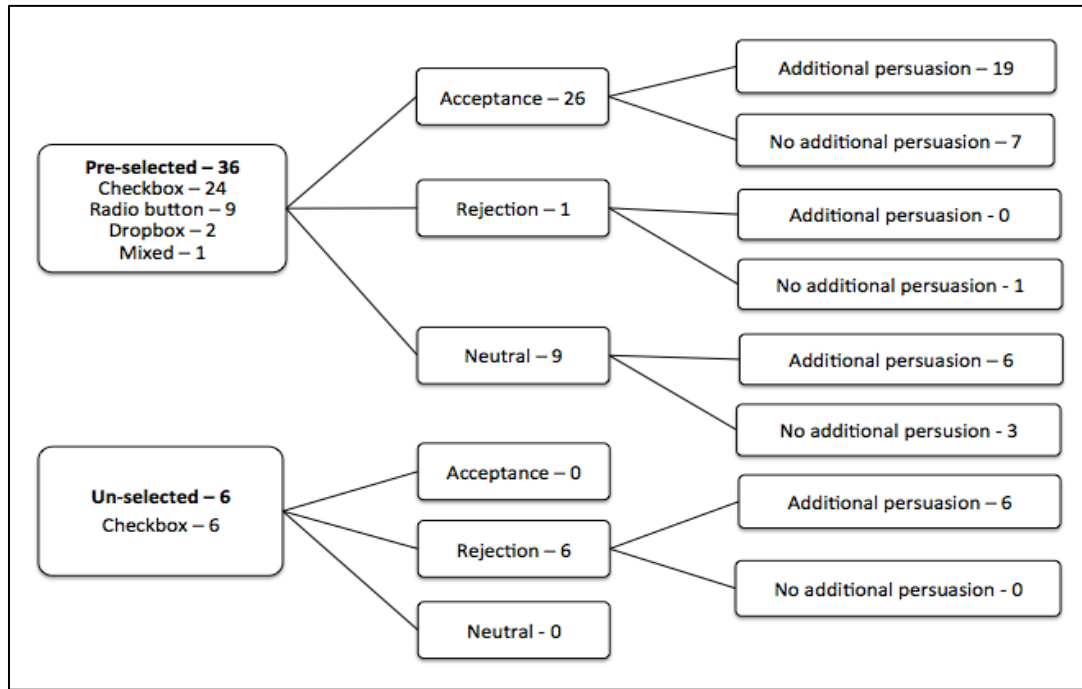 Pre-selected – 36
Checkbox – 24
Radio button – 9
Dropbox – 2
Mixed – 1
Acceptance – 26
Additional persuasion – 19
No additional persuasion – 7
Rejection – 1
Additional persuasion - 0
No additional persuasion - 1
Neutral – 9
Additional persuasion – 6
No additional persusion - 3
Un-selected – 6
Checkbox – 6
Acceptance – 0
Rejection – 6
Additional persuasion – 6
No additional persuasion - 0
Neutral - 0